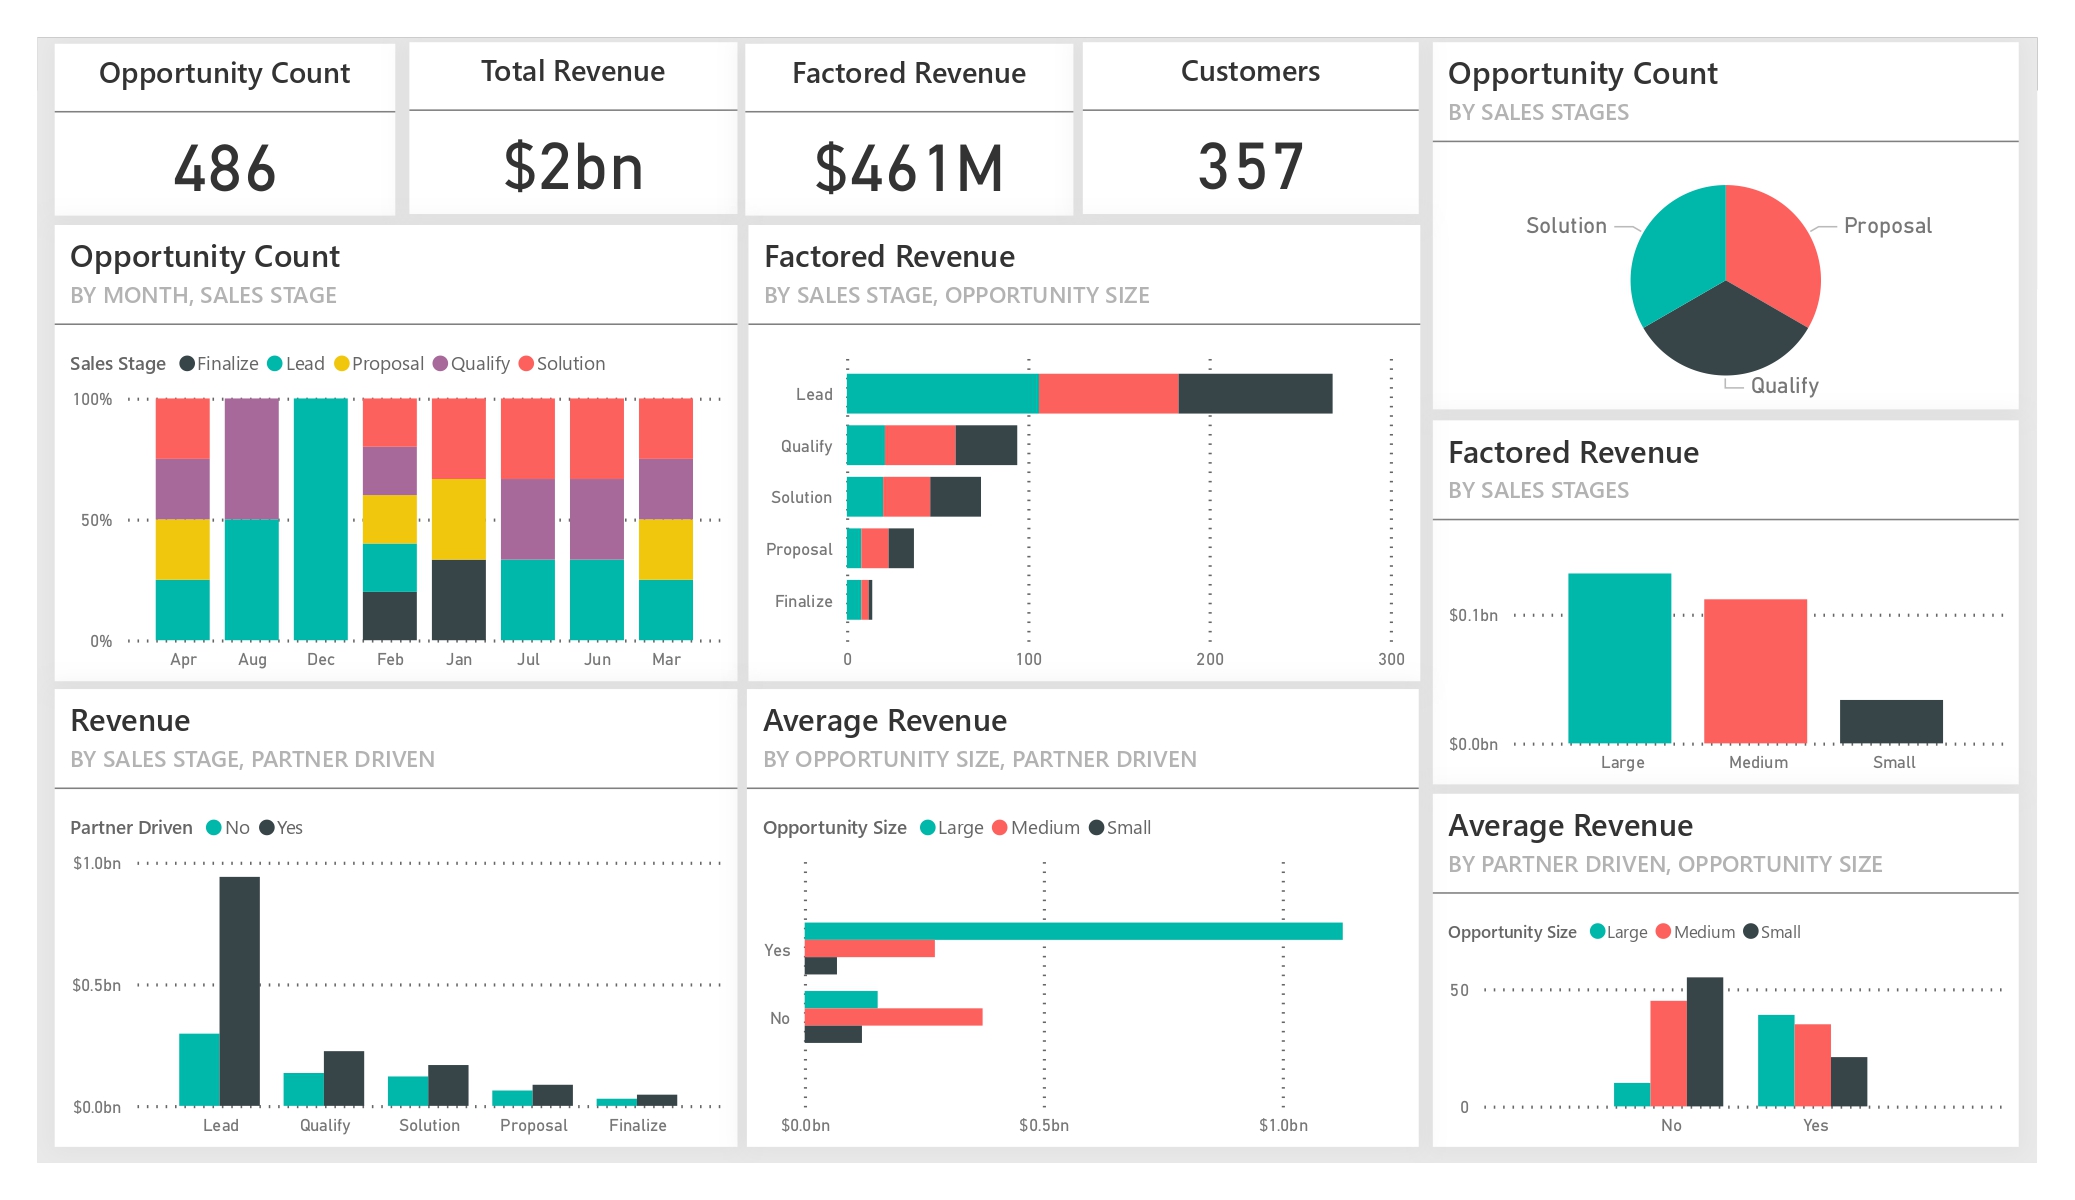 Opportunity Count
486
Total Revenue
$2bn
Factored Revenue
$461M
Customers
357
Opportunity Count
BY SALES STAGES
Solution
Proposal
Qualify
Opportunity Count
BY MONTH, SALES STAGE
Sales Stage Finalize Lead Proposal Qualify Solution
100%
50%
0%
Apr Aug Dec Feb Jan Jul Jun Mar
Factored Revenue
BY SALES STAGE, OPPORTUNITY SIZE
Lead
Qualify
Solution
Proposal
Finalize
0 100 200 300
Factored Revenue
BY SALES STAGES
$0.1bn
$0.0bn
Large Medium Small
Revenue
BY SALES STAGE, PARTNER DRIVEN
Partner Driven No Yes
$1.0bn
$0.5bn
$0.0bn
Lead Qualify Solution Proposal Finalize
Average Revenue
BY OPPORTUNITY SIZE, PARTNER DRIVEN
Opportunity Size Large Medium Small
Yes
No
$0.0bn $0.5bn $1.0bn
Average Revenue
BY PARTNER DRIVEN, OPPORTUNITY SIZE
Opportunity Size Large Medium Small
50
0
No Yes